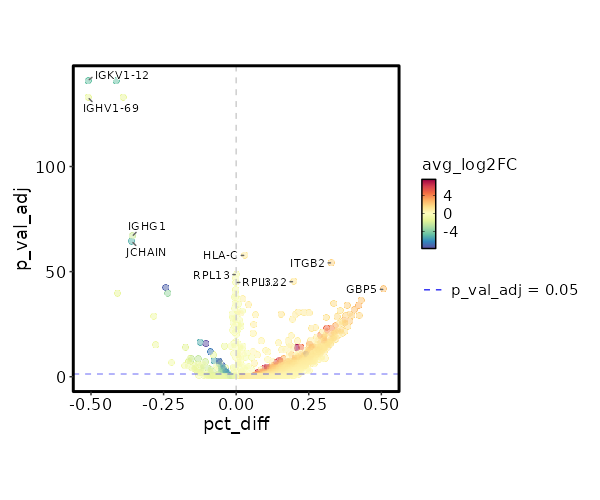 IGKV1-12
IGHV1-69
IGHG1
JCHAIN
HLA-C
ITGB2
RPL13
GBP5
p_val_adj
100
50
0
-0.50
-0.25
0.00
0.25
0.50
pct_diff
avg_log2FC
4
0
-4
p_val_adj = 0.05